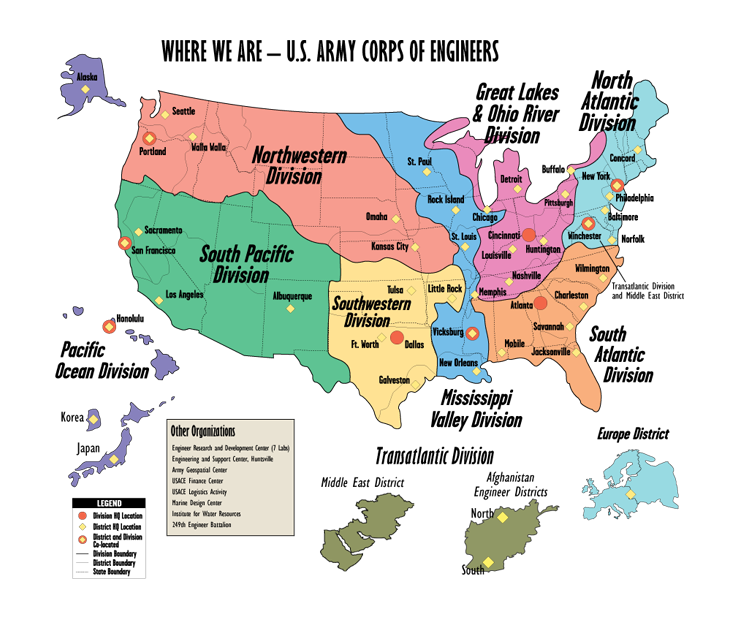 WHERE WE ARE – U.S. ARMY CORPS OF ENGINEERS
Alaska
Great Lakes
& Ohio River
Division
North
Atlantic
Division
Seattle
Portland
Walla Walla
Northwestern
Division
St. Paul
Detroit
Buffalo
Concord
New York
Philadelphia
Pittsburgh
Baltimore
Rock Island
Chicago
Omaha
Kansas City
St. Louis
Cincinnati
Louisville
Huntington
Winchester
Norfolk
Sacramento
San Francisco
South Pacific
Division
Los Angeles
Albuquerque
Nashville
Memphis
Wilmington
Transatlantic Division
and Middle East District
Tulsa
Little Rock
Southwestern
Division
Ft. Worth
Dallas
Galveston
Vicksburg
New Orleans
Atlanta
Charleston
Savannah
Mobile
Jacksonville
South
Atlantic
Division
Honolulu
Pacific
Ocean Division
Mississippi
Valley Division
Korea
Japan
Other Organizations
Engineer Research and Development Center (7 Labs)
Engineering and Support Center, Huntsville
Army Geospatial Center
USACE Finance Center
USACE Logistics Activity
Marine Design Center
Institute for Water Resources
249th Engineer Battalion
Transatlantic Division
Middle East District
Afghanistan
Engineer Districts
North
South
Europe District
LEGEND
Division HQ Location
District HQ Location
District and Division
Co-located
Division Boundary
District Boundary
State Boundary